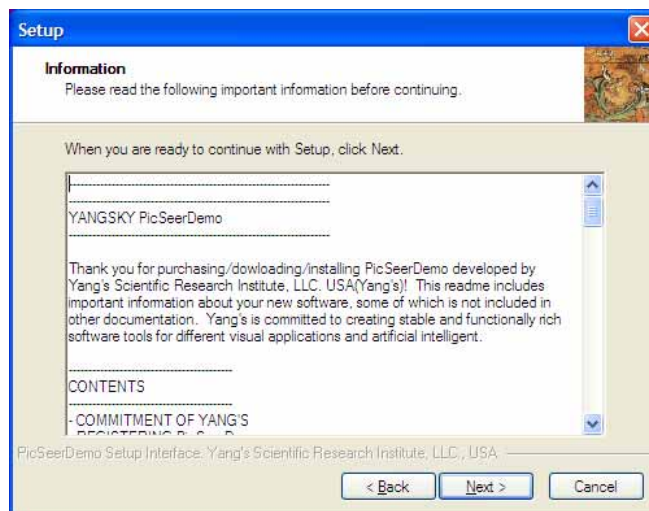 Setup
Information
Please read the following important information before continuing.
When you are ready to continue with Setup, click Next.
----------------------------------------------------------------
----------------------------------------------------------------
YANGSKY PicSeerDemo
----------------------------------------------------------------
Thank you for purchasing/dowloading/installing PicSeerDemo developed by
Yang's Scientific Research Institute, LLC. USA(Yang's)! This readme includes
important information about your new software, some of which is not included in
other documentation. Yang's is committed to creating stable and functionally rich
software tools for different visual applications and artificial intelligent.
----------------------------------------
CONTENTS
----------------------------------------
- COMMITMENT OF YANG'S
PicSeerDemo Setup Interface. Yang's Scientific Research Institute, LLC., USA
< Back
Next >
Cancel